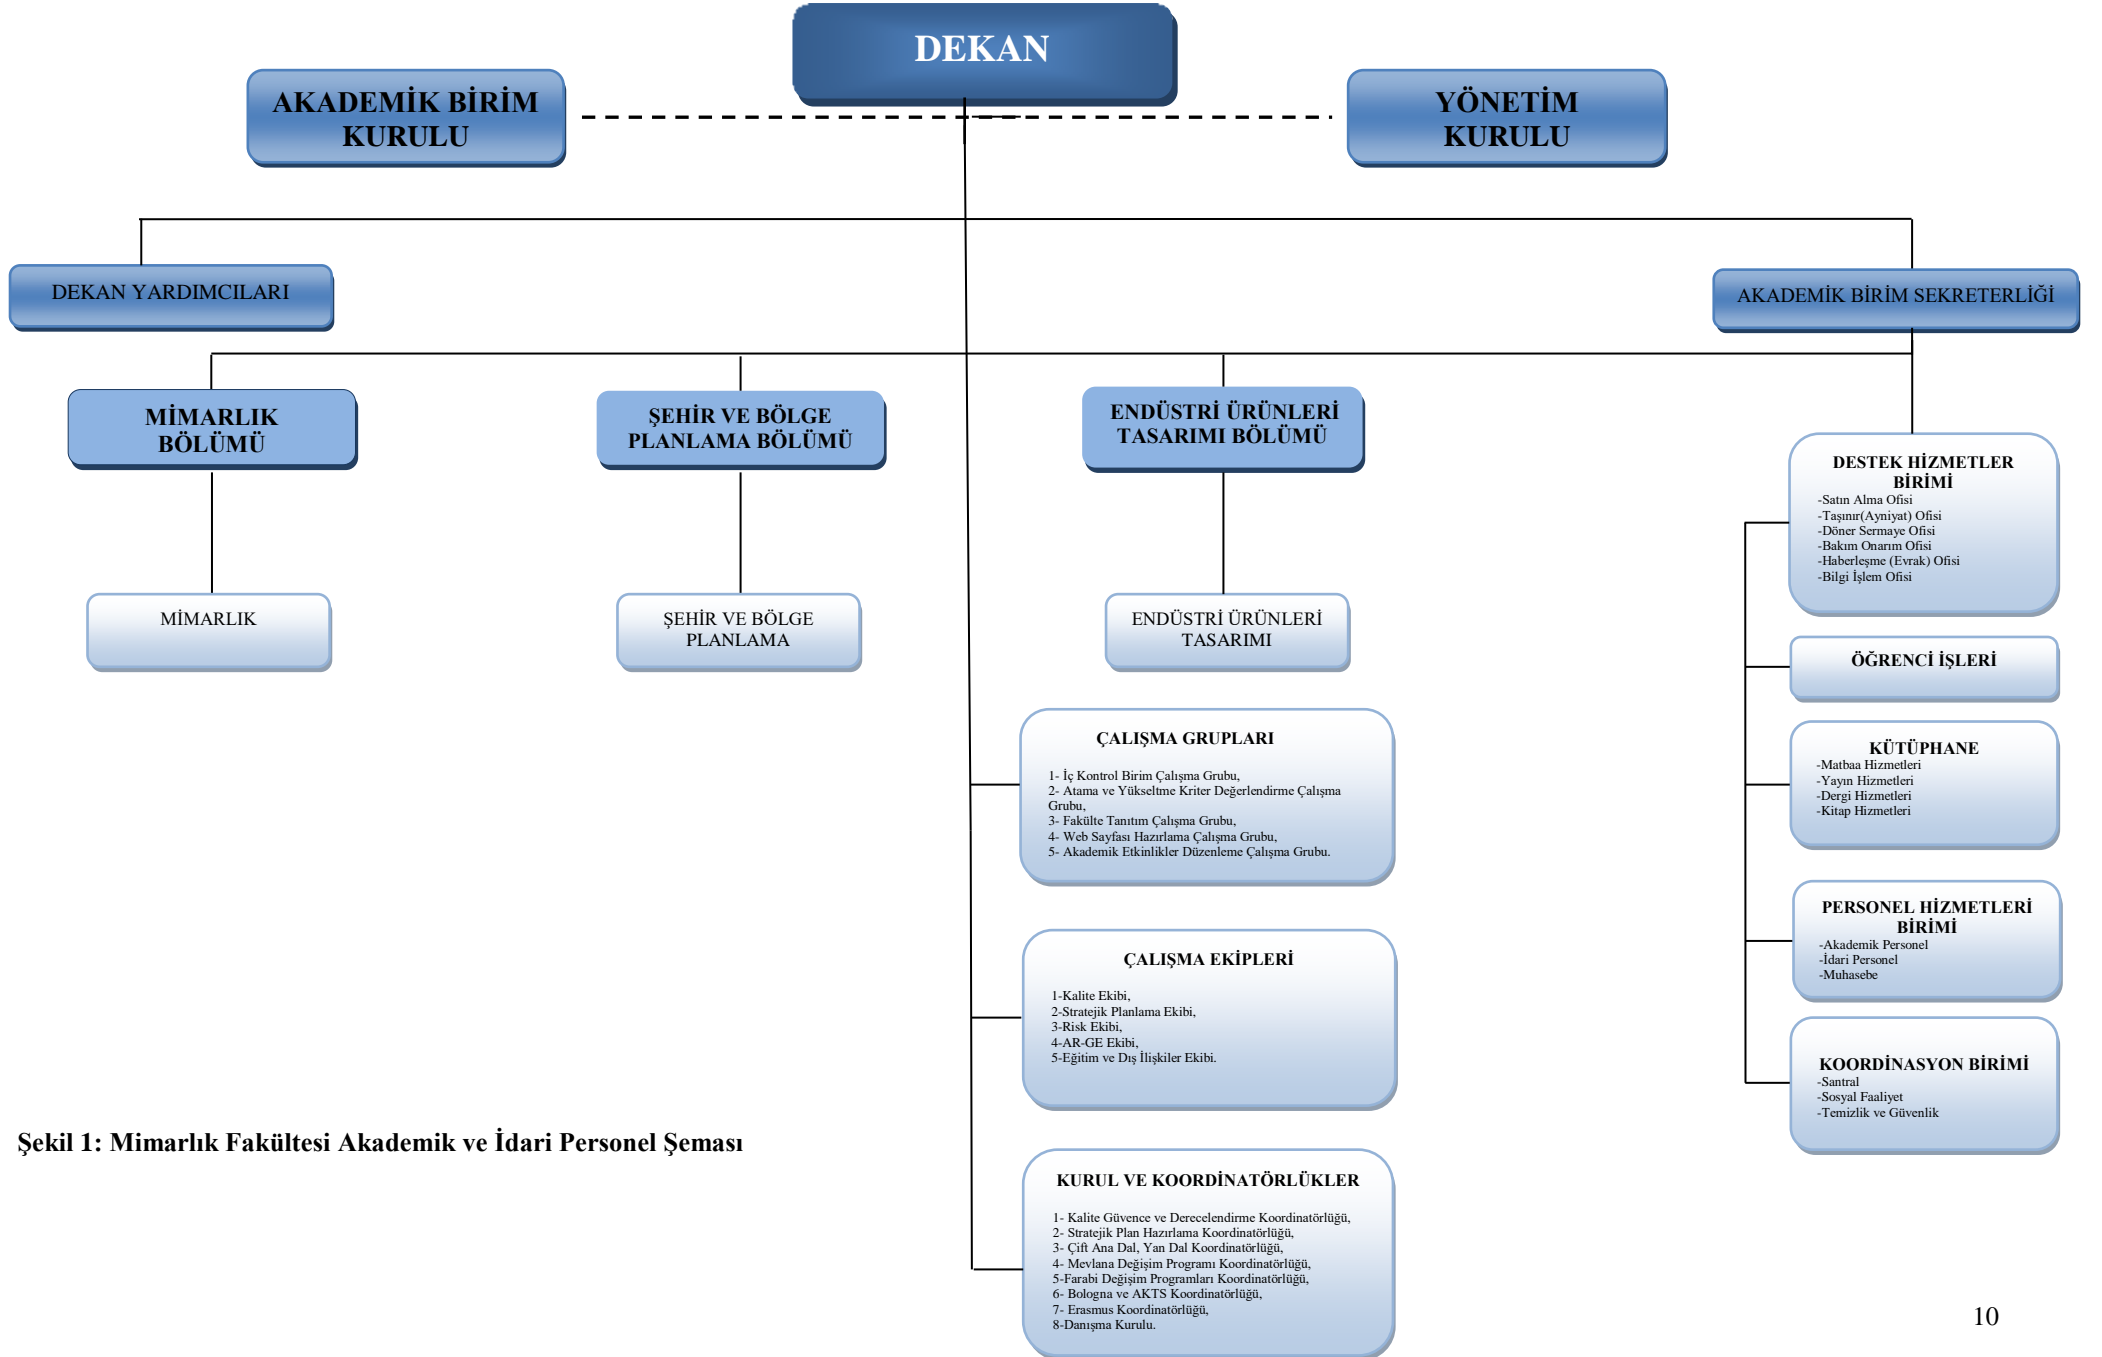 DEKAN
AKADEMİK BİRİM
KURULU
YÖNETİM
KURULU
DEKAN YARDIMCILARI
AKADEMİK BİRİM SEKRETERLİĞİ
MİMARLIK
BÖLÜMÜ
ŞEHİR VE BÖLGE
PLANLAMA BÖLÜMÜ
ENDÜSTRİ ÜRÜNLERİ
TASARIMI BÖLÜMÜ
MİMARLIK
ŞEHİR VE BÖLGE
PLANLAMA
ENDÜSTRİ ÜRÜNLERİ
TASARIMI
DESTEK HİZMETLER
BİRİMİ
-Satın Alma Ofisi
-Taşınır(Ayniyat) Ofisi
-Döner Sermaye Ofisi
-Bakım Onarım Ofisi
-Haberleşme (Evrak) Ofisi
-Bilgi İşlem Ofisi
ÖĞRENCİ İŞLERİ
KÜTÜPHANE
-Matbaa Hizmetleri
-Yayın Hizmetleri
-Dergi Hizmetleri
-Kitap Hizmetleri
PERSONEL HİZMETLERİ
BİRİMİ
-Akademik Personel
-İdari Personel
-Muhasebe
KOORDİNASYON BİRİMİ
-Santral
-Sosyal Faaliyet
-Temizlik ve Güvenlik
ÇALIŞMA GRUPLARI
1- İç Kontrol Birim Çalışma Grubu,
2- Atama ve Yükseltme Kriter Değerlendirme Çalışma
Grubu,
3- Fakülte Tanıtım Çalışma Grubu,
4- Web Sayfası Hazırlama Çalışma Grubu,
5- Akademik Etkinlikler Düzenleme Çalışma Grubu.
ÇALIŞMA EKİPLERİ
1-Kalite Ekibi,
2-Stratejik Planlama Ekibi,
3-Risk Ekibi,
4-AR-GE Ekibi,
5-Eğitim ve Dış İlişkiler Ekibi.
KURUL VE KOORDİNATÖRLÜKLER
1- Kalite Güvence ve Derecelendirme Koordinatörlüğü,
2- Stratejik Plan Hazırlama Koordinatörlüğü,
3- Çift Ana Dal, Yan Dal Koordinatörlüğü,
4- Mevlana Değişim Programı Koordinatörlüğü,
5-Farabi Değişim Programları Koordinatörlüğü,
6- Bologna ve AKTS Koordinatörlüğü,
7- Erasmus Koordinatörlüğü,
8-Danışma Kurulu.
Şekil 1: Mimarlık Fakültesi Akademik ve İdari Personel Şeması
10